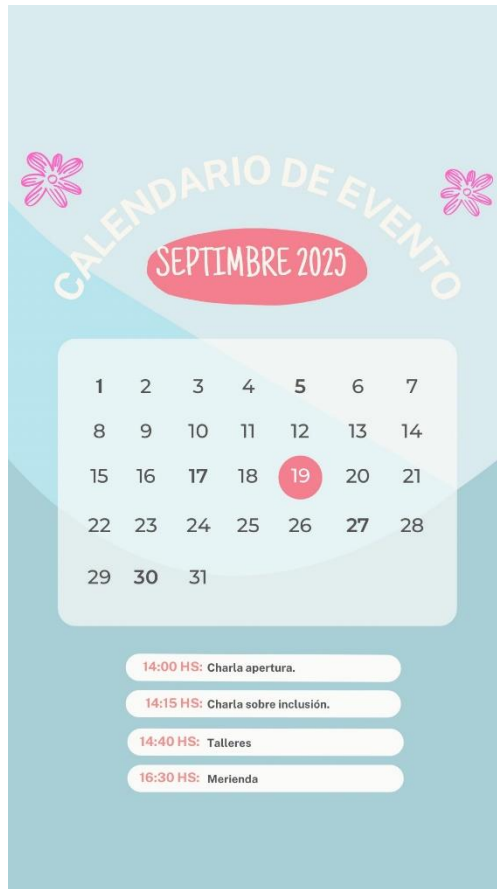 CALENDARIO DE EVENTO
SEPTIMBRE 2025
1 2 3 4 5 6 7
8 9 10 11 12 13 14
15 16 17 18 19 20 21
22 23 24 25 26 27 28
29 30 31
14:00 HS: Charla apertura.
14:15 HS: Charla sobre inclusión.
14:40 HS: Talleres
16:30 HS: Merienda